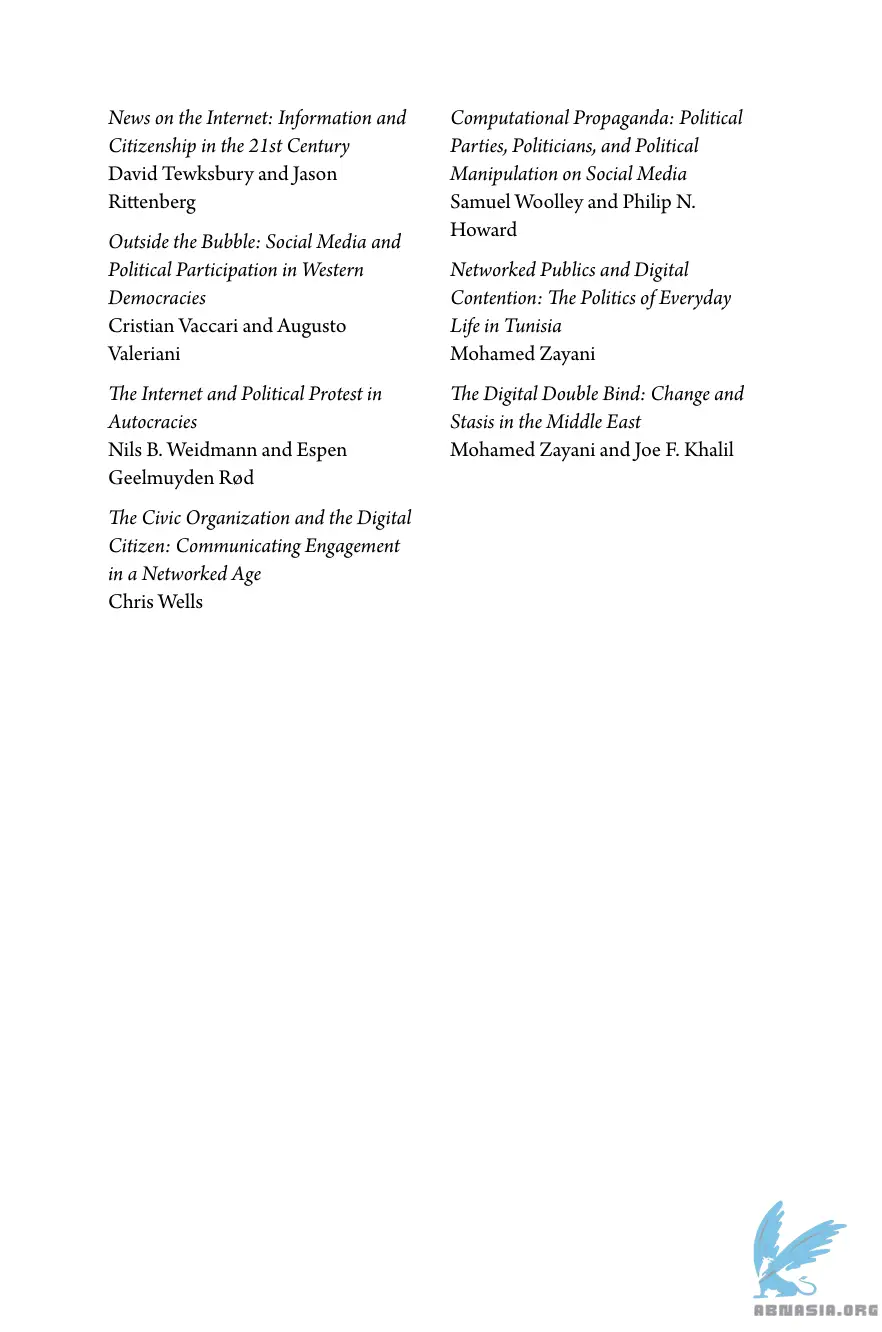 News on the Internet: Information and
Citizenship in the 21st Century
David Tewksbury and Jason
Rittenberg
Outside the Bubble: Social Media and
Political Participation in Western
Democracies
Cristian Vaccari and Augusto
Valeriani
The Internet and Political Protest in
Autocracies
Nils B. Weidmann and Espen
Geelmuyden Rød
The Civic Organization and the Digital
Citizen: Communicating Engagement
in a Networked Age
Chris Wells
Computational Propaganda: Political
Parties, Politicians, and Political
Manipulation on Social Media
Samuel Woolley and Philip N.
Howard
Networked Publics and Digital
Contention: The Politics of Everyday
Life in Tunisia
Mohamed Zayani
The Digital Double Bind: Change and
Stasis in the Middle East
Mohamed Zayani and Joe F. Khalil
ABNASIA.ORG